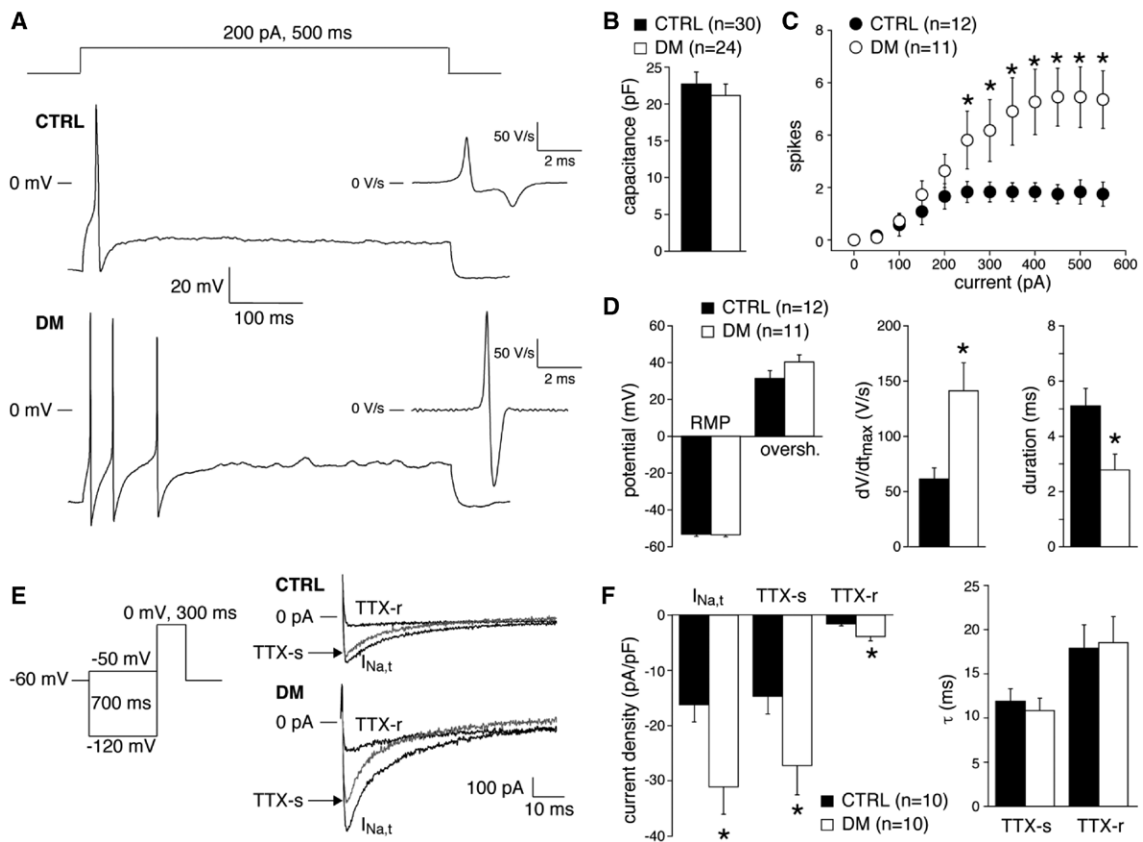 A
200 pA, 500 ms
CTRL
50 V/s
2 ms
0 mV
0 V/s
20 mV
100 ms
DM
50 V/s
2 ms
0 mV
0 V/s
B
CTRL (n=30)
DM (n=24)
capacitance (pF)
25
20
15
10
5
0
C
CTRL (n=12)
DM (n=11)
spikes
8
6
2
0
0 100 200 300 400 500 600
current (pA)
* * * * * * *
D
CTRL (n=12)
DM (n=11)
potential (mV)
60
40
20
0
-20
-40
-60
RMP
oversh.
dV/dtmax (V/s)
200
150
100
50
0
*
duration (ms)
8
6
4
2
0
*
E
0 mV, 300 ms
-50 mV
-60 mV
700 ms
-120 mV
CTRL
0 pA
TTX-r
TTX-s
INa,t
DM
0 pA
TTX-r
TTX-s
INa,t
100 pA
10 ms
F
INa,t TTX-s TTX-r
current density (pA/pF)
0
-10
-20
-30
-40
* * *
CTRL (n=10)
DM (n=10)
τ (ms)
25
20
15
10
5
0
TTX-s TTX-r